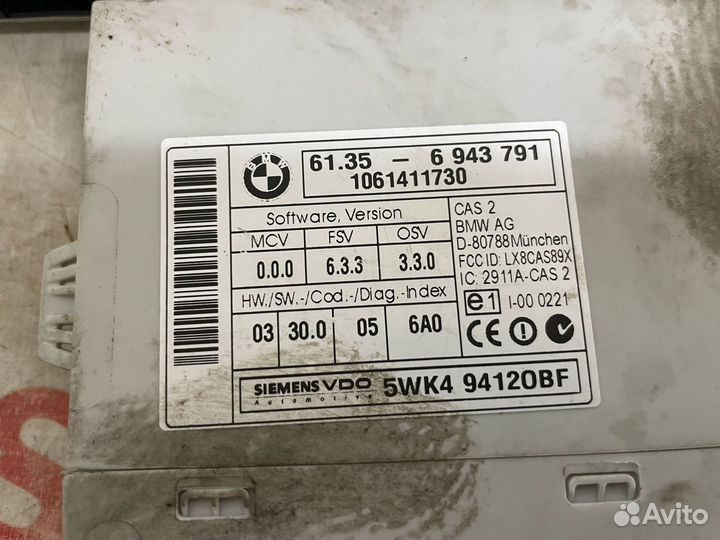 BMW
61.35 - 6 943 791
1061411730
Software, Version
MCV FSV OSV
0.0.0 6.3.3 3.3.0
HW./SW.-/Cod.-/Diag.-Index
03 30.0 05 6A0
CAS 2
BMW AG
D-80788München
FCC ID: LX8CAS89X
IC: 2911A-CAS 2
e1 I-00 0221
CE
SIEMENS VDO
Automotive
5WK4 94120BF
S
Avito